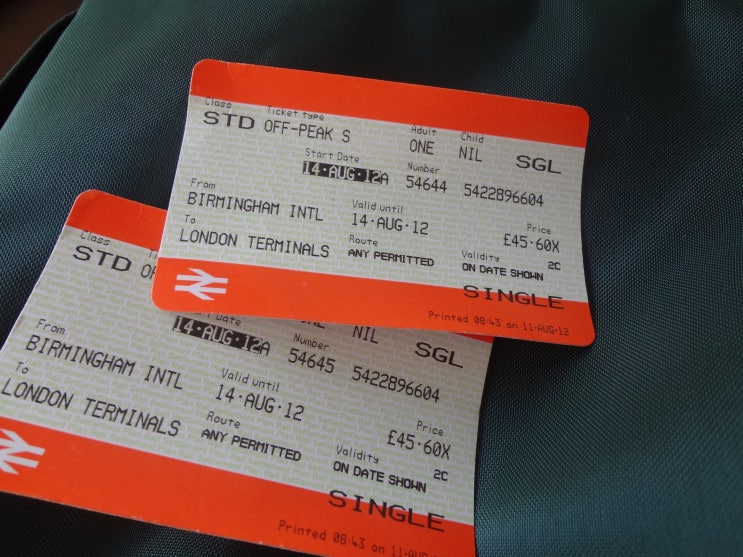 Class Ticket type Adult Child
STD OFF-PEAK S ONE NIL SGL
Start Date Number
14·AUG·12A 54644 5422896604
From Valid until Price
BIRMINGHAM INTL 14·AUG·12 £45·60X
To Route Validity 2C
LONDON TERMINALS ANY PERMITTED ON DATE SHOWN
SINGLE
Printed 08:43 on 11·AUG·12
Class
STD NIL SGL
Date Number
14·AUG·12A 54645 5422896604
From Valid until Price
BIRMINGHAM INTL 14·AUG·12 £45·60X
To Route Validity 2C
LONDON TERMINALS ANY PERMITTED ON DATE SHOWN
SINGLE
Printed 08:43 on